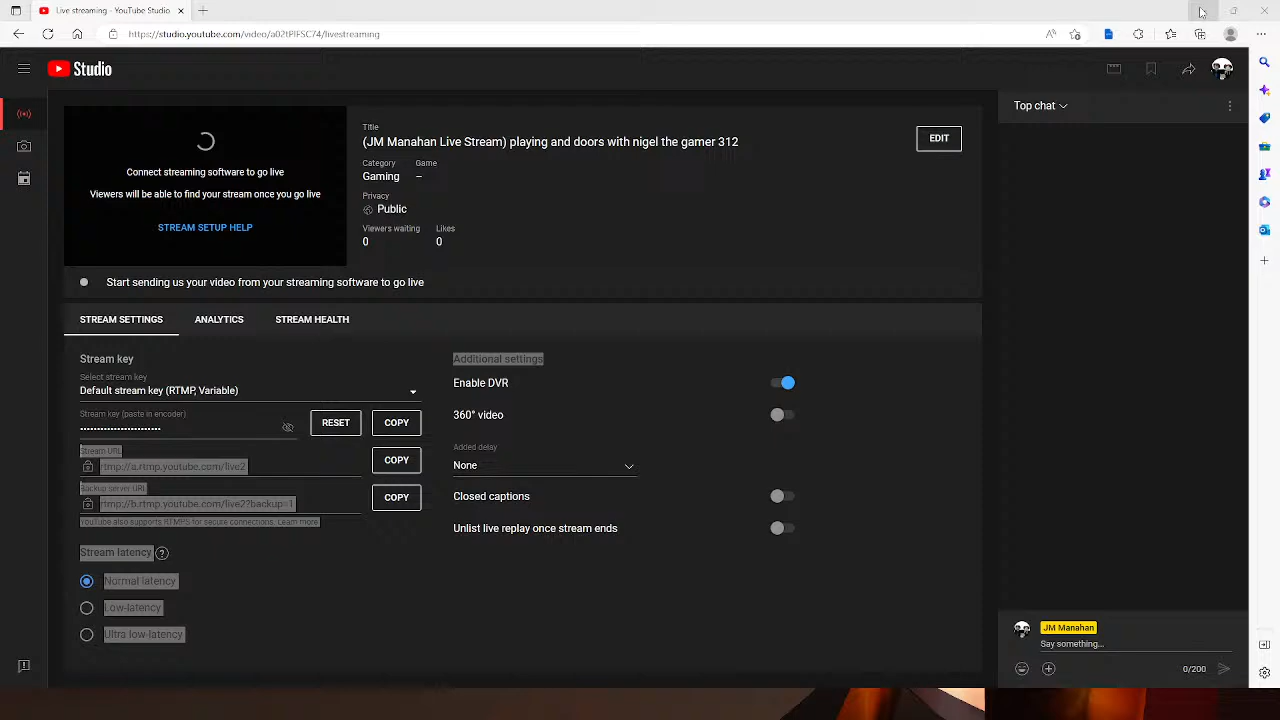 Live streaming - YouTube Studio
https://studio.youtube.com/video/a02tPlFSC74/livestreaming
Studio
Connect streaming software to go live
Viewers will be able to find your stream once you go live
STREAM SETUP HELP
Title
(JM Manahan Live Stream) playing and doors with nigel the gamer 312
EDIT
Category Game
Gaming –
Privacy
Public
Viewers waiting Likes
0 0
Start sending us your video from your streaming software to go live
STREAM SETTINGS ANALYTICS STREAM HEALTH
Stream key
Select stream key
Default stream key (RTMP, Variable)
Stream key (paste in encoder)
•••••••••••••••••••••••• RESET COPY
Stream URL
rtmp://a.rtmp.youtube.com/live2 COPY
Backup server URL
rtmp://b.rtmp.youtube.com/live2?backup=1 COPY
YouTube also supports RTMPS for secure connections. Learn more
Stream latency
Normal latency
Low-latency
Ultra low-latency
Additional settings
Enable DVR
360° video
Added delay
None
Closed captions
Unlist live replay once stream ends
Top chat
JM Manahan
Say something...
0/200